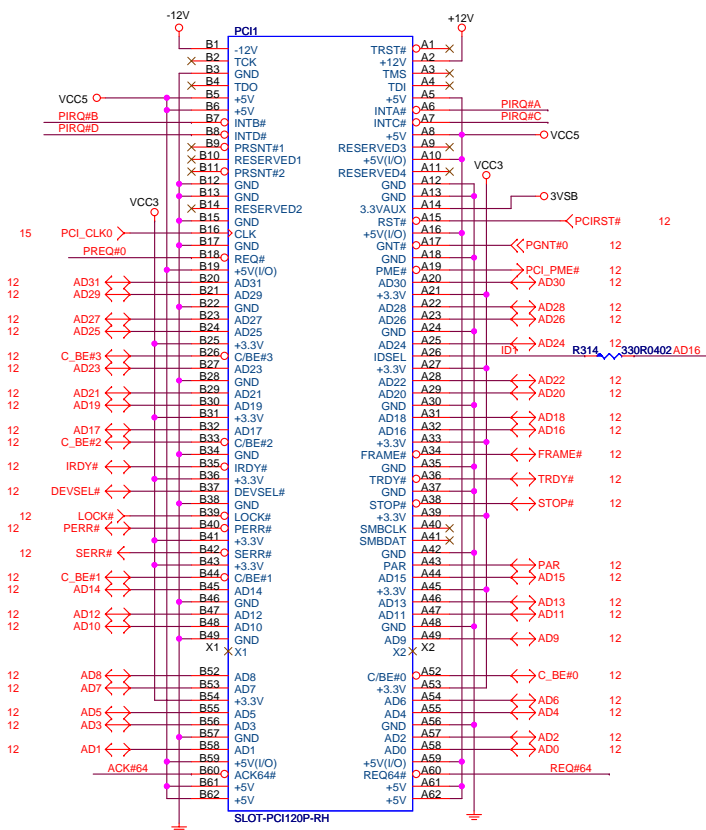 -12V +12V
PCI1
B1 -12V TRST# A1
B2 TCK +12V A2
B3 GND TMS A3
B4 TDO TDI A4
VCC5 B5 +5V +5V A5
B6 +5V INTA# A6 PIRQ#A
PIRQ#B B7 INTB# INTC# A7 PIRQ#C
PIRQ#D B8 INTD# +5V A8 VCC5
B9 PRSNT#1 RESERVED3 A9
B10 RESERVED1 +5V(I/O) A10
B11 PRSNT#2 RESERVED4 A11 VCC3
B12 GND GND A12
B13 GND GND A13
VCC3 B14 RESERVED2 3.3VAUX A14 3VSB
B15 GND RST# A15 PCIRST# 12
15 PCI_CLK0 B16 CLK +5V(I/O) A16
B17 GND GNT# A17 PGNT#0 12
PREQ#0 B18 REQ# GND A18
B19 +5V(I/O) PME# A19 PCI_PME# 12
12 AD31 B20 AD31 AD30 A20 AD30 12
12 AD29 B21 AD29 +3.3V A21
B22 GND AD28 A22 AD28 12
12 AD27 B23 AD27 AD26 A23 AD26 12
12 AD25 B24 AD25 GND A24
B25 +3.3V AD24 A25 AD24 12
12 C_BE#3 B26 C/BE#3 IDSEL A26 ID1 R314 330R0402 AD16
12 AD23 B27 AD23 +3.3V A27
B28 GND AD22 A28 AD22 12
12 AD21 B29 AD21 AD20 A29 AD20 12
12 AD19 B30 AD19 GND A30
B31 +3.3V AD18 A31 AD18 12
12 AD17 B32 AD17 AD16 A32 AD16 12
12 C_BE#2 B33 C/BE#2 +3.3V A33
B34 GND FRAME# A34 FRAME# 12
12 IRDY# B35 IRDY# GND A35
B36 +3.3V TRDY# A36 TRDY# 12
12 DEVSEL# B37 DEVSEL# GND A37
B38 GND STOP# A38 STOP# 12
12 LOCK# B39 LOCK# +3.3V A39
12 PERR# B40 PERR# SMBCLK A40
B41 +3.3V SMBDAT A41
12 SERR# B42 SERR# GND A42
B43 +3.3V PAR A43 PAR 12
12 C_BE#1 B44 C/BE#1 AD15 A44 AD15 12
12 AD14 B45 AD14 +3.3V A45
B46 GND AD13 A46 AD13 12
12 AD12 B47 AD12 AD11 A47 AD11 12
12 AD10 B48 AD10 GND A48
B49 GND AD9 A49 AD9 12
X1 X1 X2 X2
12 AD8 B52 AD8 C/BE#0 A52 C_BE#0 12
12 AD7 B53 AD7 +3.3V A53
B54 +3.3V AD6 A54 AD6 12
12 AD5 B55 AD5 AD4 A55 AD4 12
12 AD3 B56 AD3 GND A56
B57 GND AD2 A57 AD2 12
12 AD1 B58 AD1 AD0 A58 AD0 12
B59 +5V(I/O) +5V(I/O) A59
ACK#64 B60 ACK64# REQ64# A60 REQ#64
B61 +5V +5V A61
B62 +5V +5V A62
SLOT-PCI120P-RH